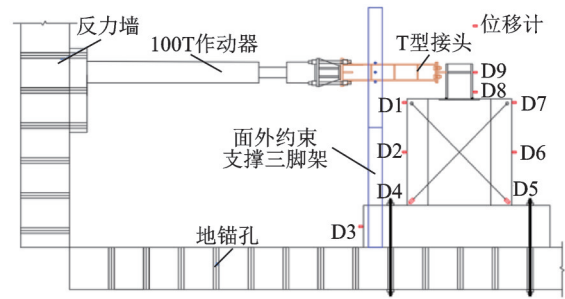 反力墙
100T作动器
T型接头
位移计
D9
D8
D1
D7
面外约束
支撑三脚架
D2
D6
D4
D5
D3
地锚孔